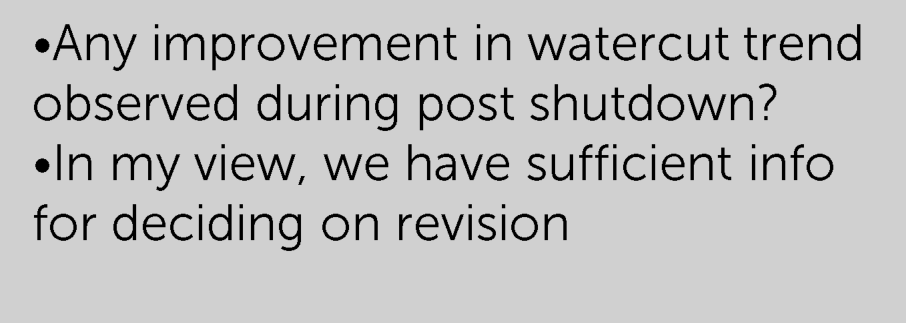 •Any improvement in watercut trend
observed during post shutdown?
•In my view, we have sufficient info
for deciding on revision